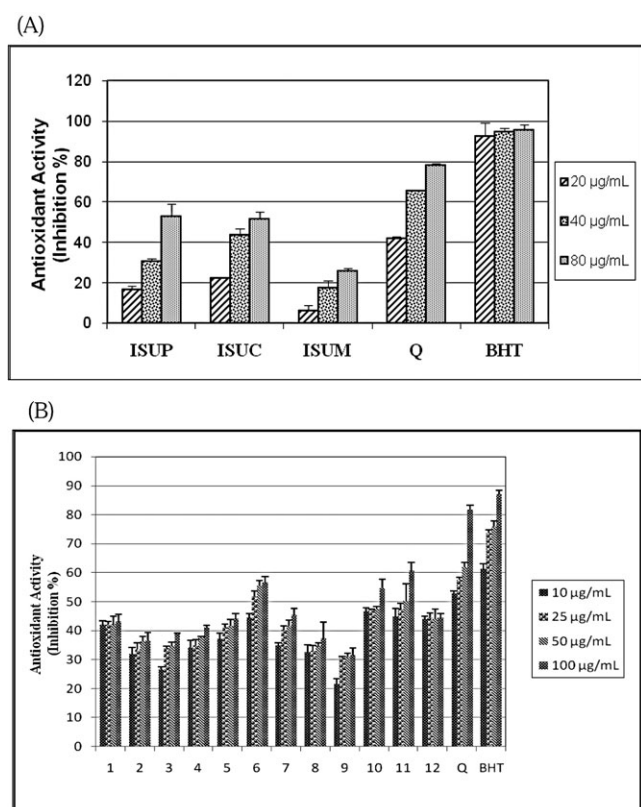 (A)
Antioxidant Activity
(Inhibition %)
120
100
80
60
40
20
0
ISUP ISUC ISUM Q BHT
20 µg/mL
40 µg/mL
80 µg/mL
(B)
Antioxidant Activity
(Inhibition %)
100
90
80
70
60
50
40
30
20
10
0
1 2 3 4 5 6 7 8 9 10 11 12 Q BHT
10 µg/mL
25 µg/mL
50 µg/mL
100 µg/mL